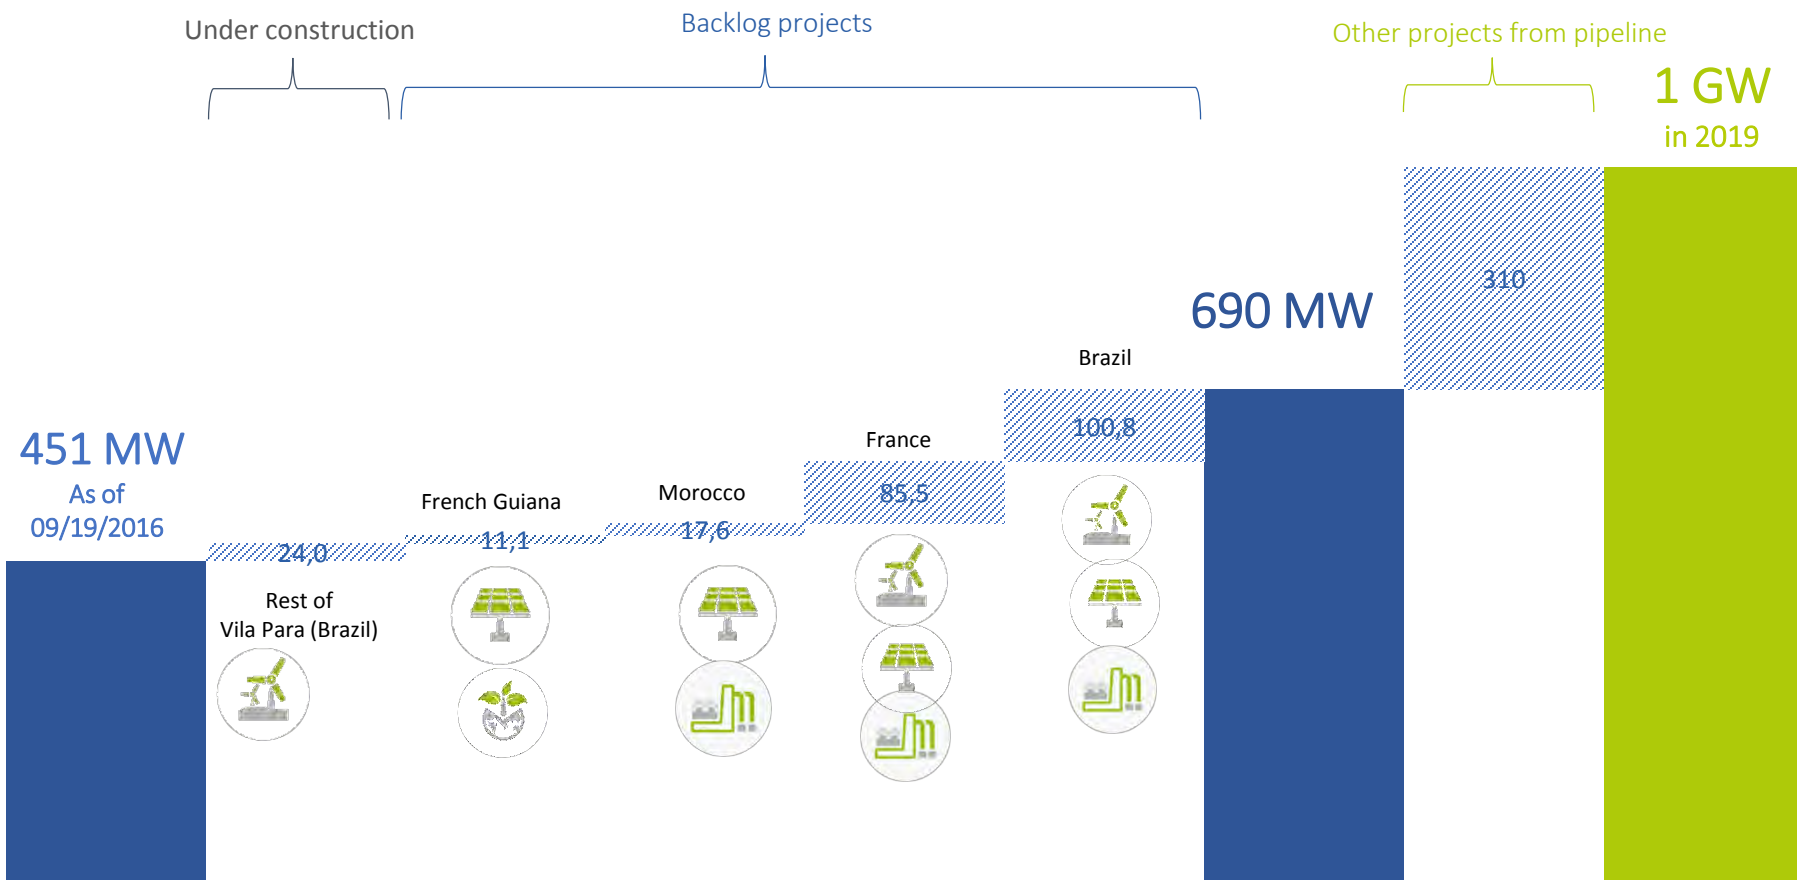 Under construction
Backlog projects
Other projects from pipeline
1 GW
in 2019
310
690 MW
Brazil
100,8
France
85,5
451 MW
As of
09/19/2016
Morocco
17,6
French Guiana
11,1
24,0
Rest of
Vila Para (Brazil)